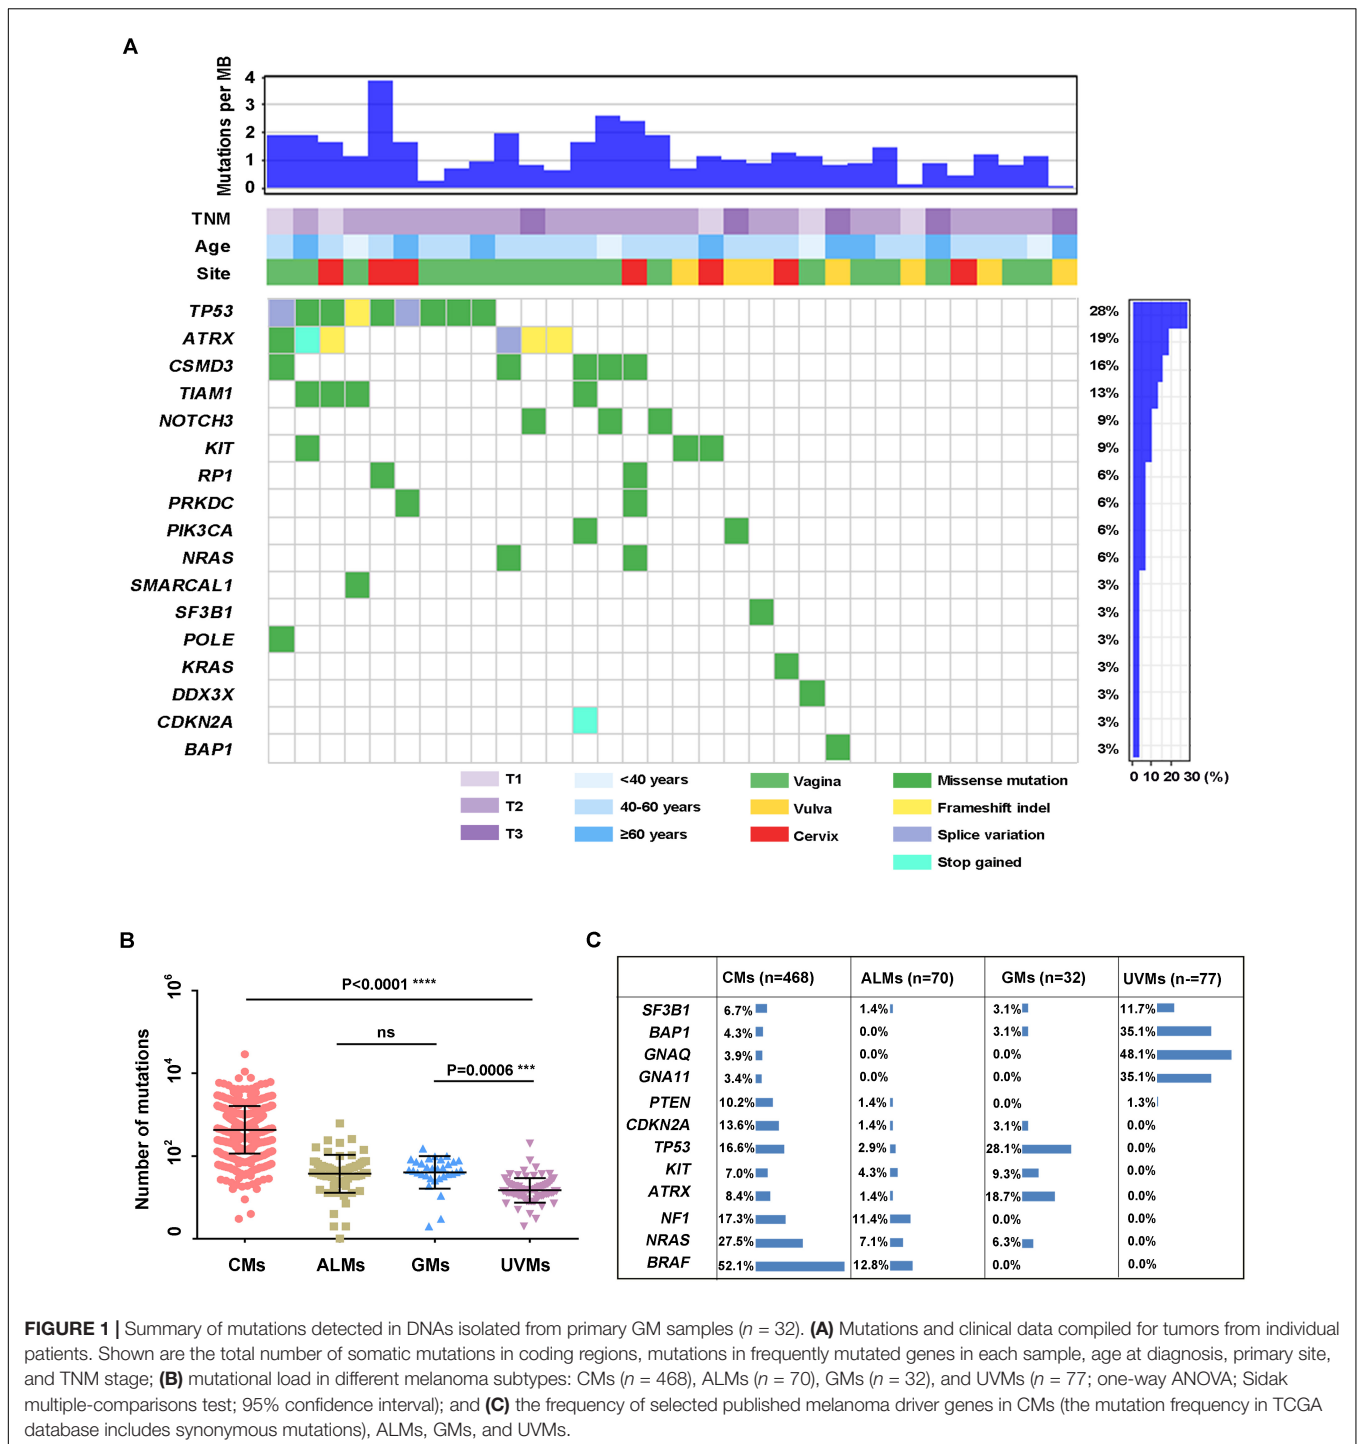 A
Mutations per MB
4
3
2
1
0
TNM
Age
Site
TP53 28%
ATRX 19%
CSMD3 16%
TIAM1 13%
NOTCH3 9%
KIT 9%
RP1 6%
PRKDC 6%
PIK3CA 6%
NRAS 6%
SMARCAL1 3%
SF3B1 3%
POLE 3%
KRAS 3%
DDX3X 3%
CDKN2A 3%
BAP1 3%
0 10 20 30 (%)
T1 <40 years Vagina Missense mutation
T2 40-60 years Vulva Frameshift indel
T3 ≥60 years Cervix Splice variation
Stop gained
B
Number of mutations
10^6
10^4
10^2
0
P<0.0001 ****
ns
P=0.0006 ***
CMs ALMs GMs UVMs
C
CMs (n=468) ALMs (n=70) GMs (n=32) UVMs (n-=77)
SF3B1 6.7% 1.4% 3.1% 11.7%
BAP1 4.3% 0.0% 3.1% 35.1%
GNAQ 3.9% 0.0% 0.0% 48.1%
GNA11 3.4% 0.0% 0.0% 35.1%
PTEN 10.2% 1.4% 0.0% 1.3%
CDKN2A 13.6% 1.4% 3.1% 0.0%
TP53 16.6% 2.9% 28.1% 0.0%
KIT 7.0% 4.3% 9.3% 0.0%
ATRX 8.4% 1.4% 18.7% 0.0%
NF1 17.3% 11.4% 0.0% 0.0%
NRAS 27.5% 7.1% 6.3% 0.0%
BRAF 52.1% 12.8% 0.0% 0.0%
FIGURE 1 | Summary of mutations detected in DNAs isolated from primary GM samples (n = 32). (A) Mutations and clinical data compiled for tumors from individual
patients. Shown are the total number of somatic mutations in coding regions, mutations in frequently mutated genes in each sample, age at diagnosis, primary site,
and TNM stage; (B) mutational load in different melanoma subtypes: CMs (n = 468), ALMs (n = 70), GMs (n = 32), and UVMs (n = 77; one-way ANOVA; Sidak
multiple-comparisons test; 95% confidence interval); and (C) the frequency of selected published melanoma driver genes in CMs (the mutation frequency in TCGA
database includes synonymous mutations), ALMs, GMs, and UVMs.